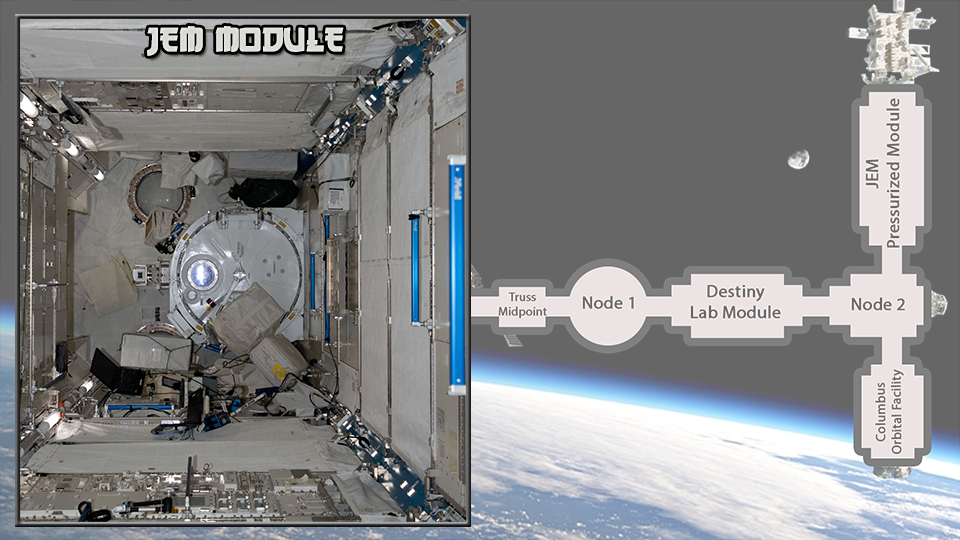 JEM MODULE
JEM
Pressurized Module
Truss
Midpoint
Node 1
Destiny
Lab Module
Node 2
Columbus
Orbital Facility